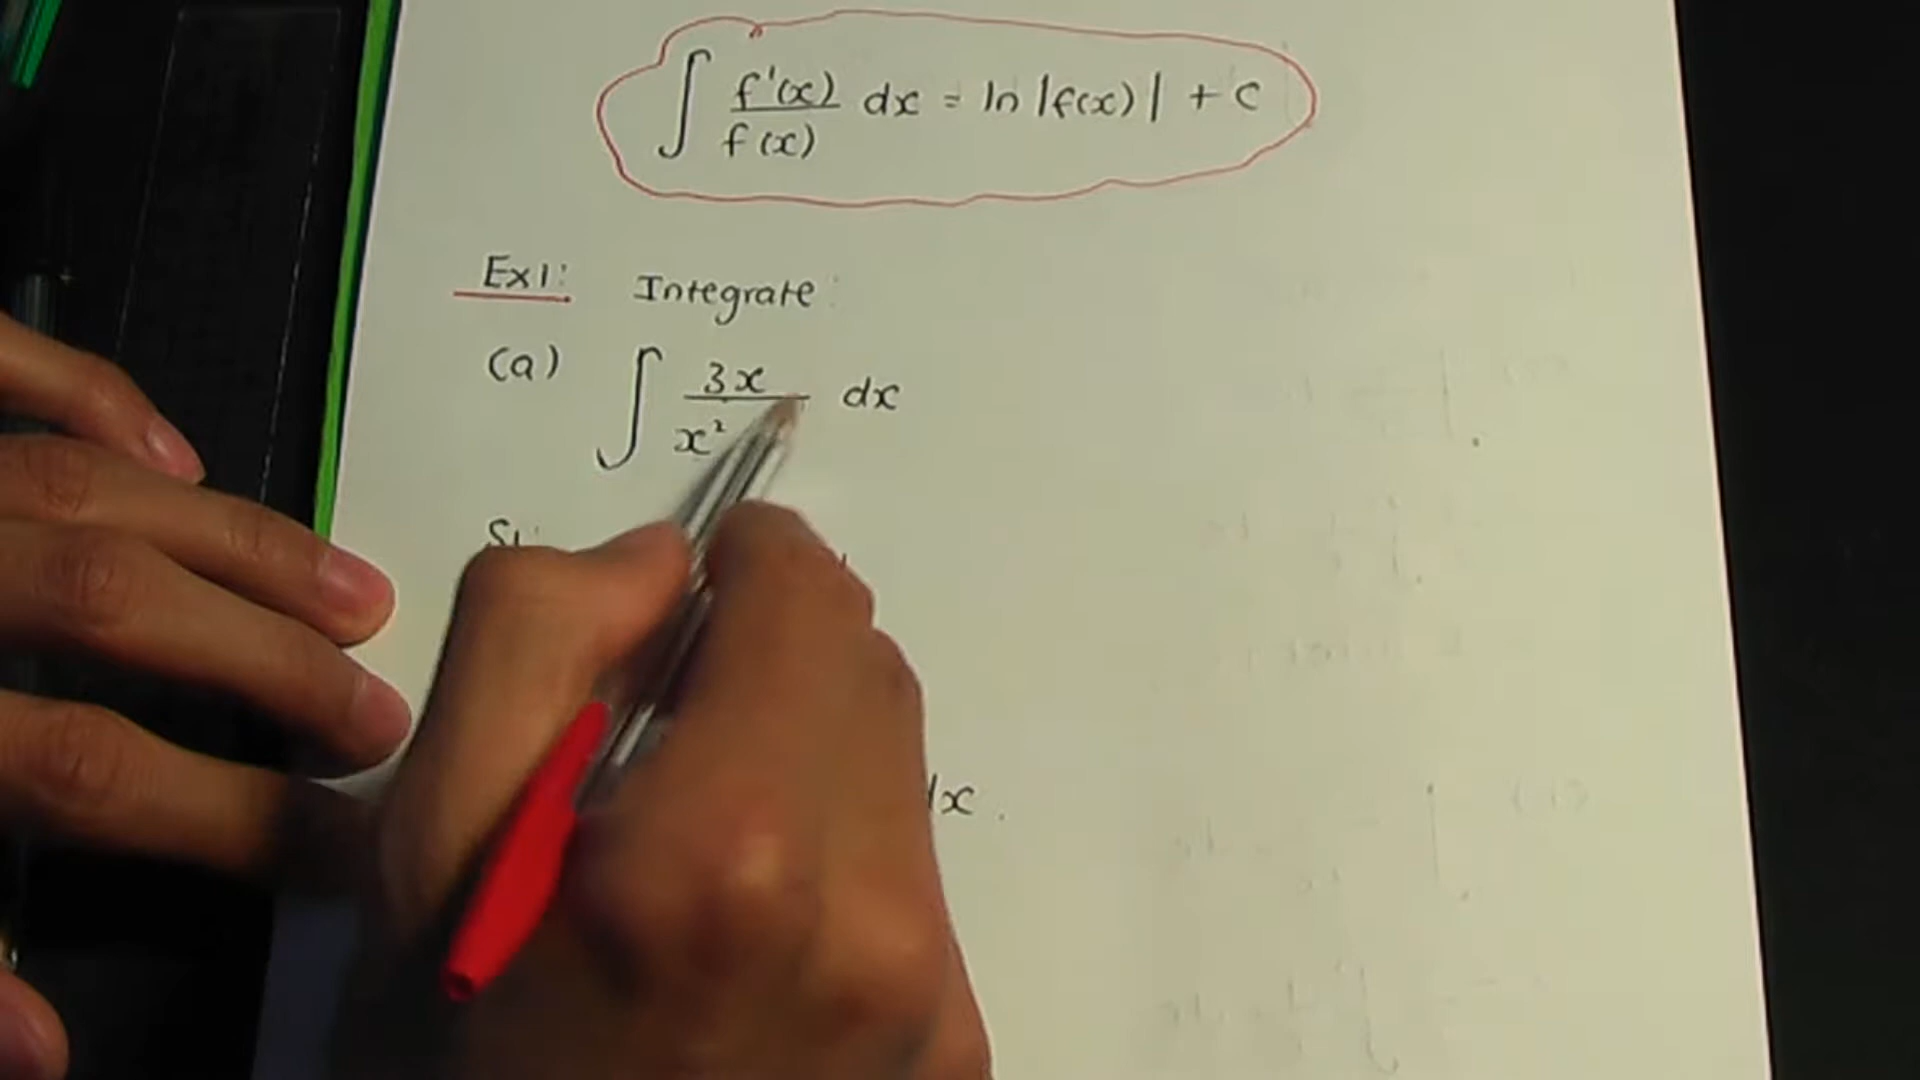 ∫ f'(x)/f(x) dx = ln |f(x)| + c
Ex1: Integrate:
(a) ∫ 3x/x² dx
dx.